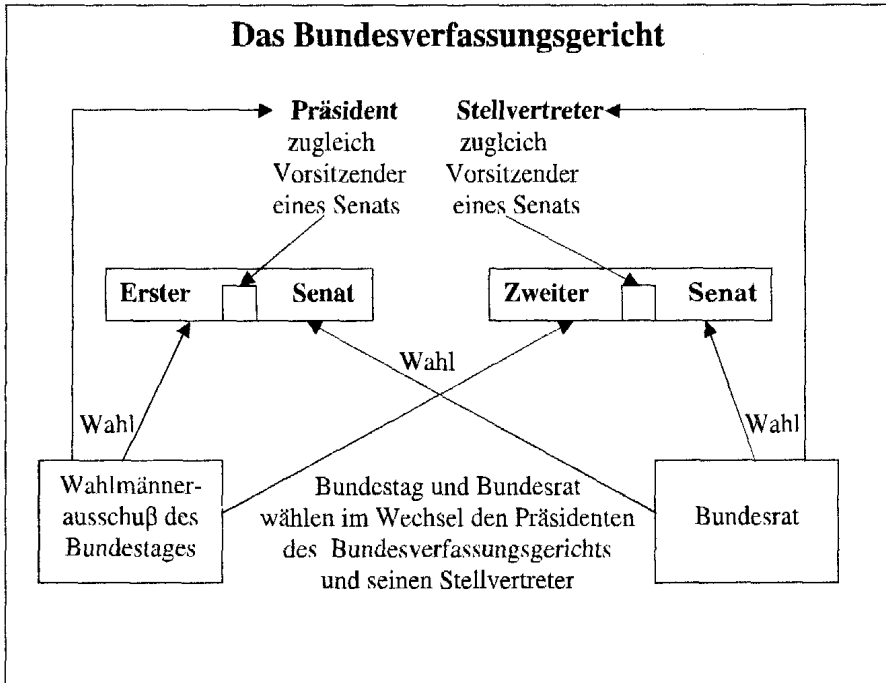 Das Bundesverfassungsgericht
Präsident
zugleich
Vorsitzender
eines Senats
Stellvertreter
zugleich
Vorsitzender
eines Senats
Erster Senat
Zweiter Senat
Wahl
Wahl
Wahl
Wahlmänner-
ausschuß des
Bundestages
Bundestag und Bundesrat
wählen im Wechsel den Präsidenten
des Bundesverfassungsgerichts
und seinen Stellvertreter
Bundesrat